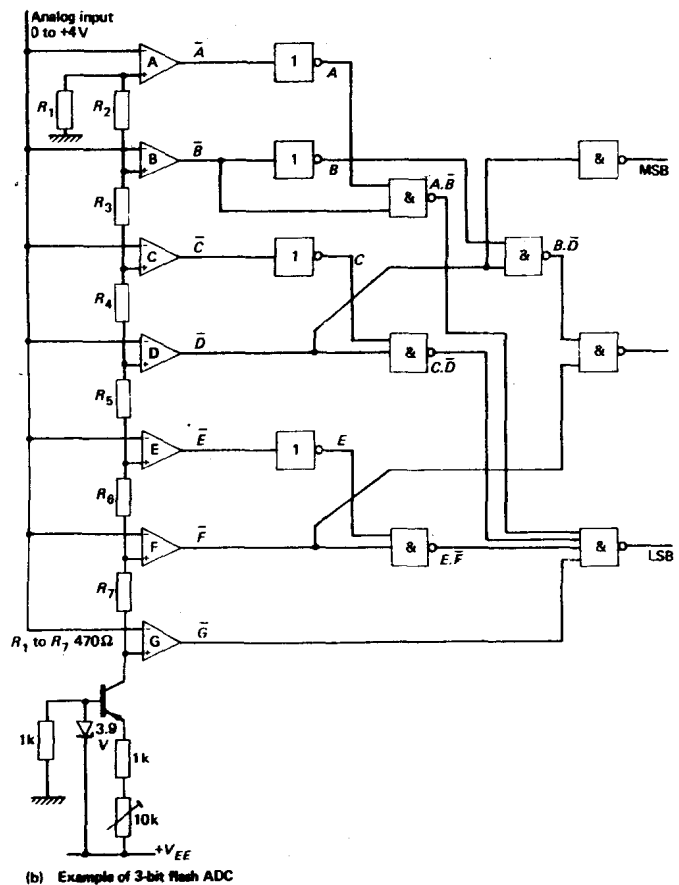 Analog input
0 to +4V
A
Ā
1
A
R1
R2
B
B̄
1
B
&
A.B̄
&
MSB
R3
C
C̄
1
C
&
B.D̄
R4
D
D̄
&
C.D̄
&
R5
E
Ē
1
E
R6
F
F̄
&
E.F̄
&
LSB
R7
G
Ḡ
R1 to R7 470Ω
1k
3.9
V
1k
10k
+VEE
(b) Example of 3-bit flash ADC